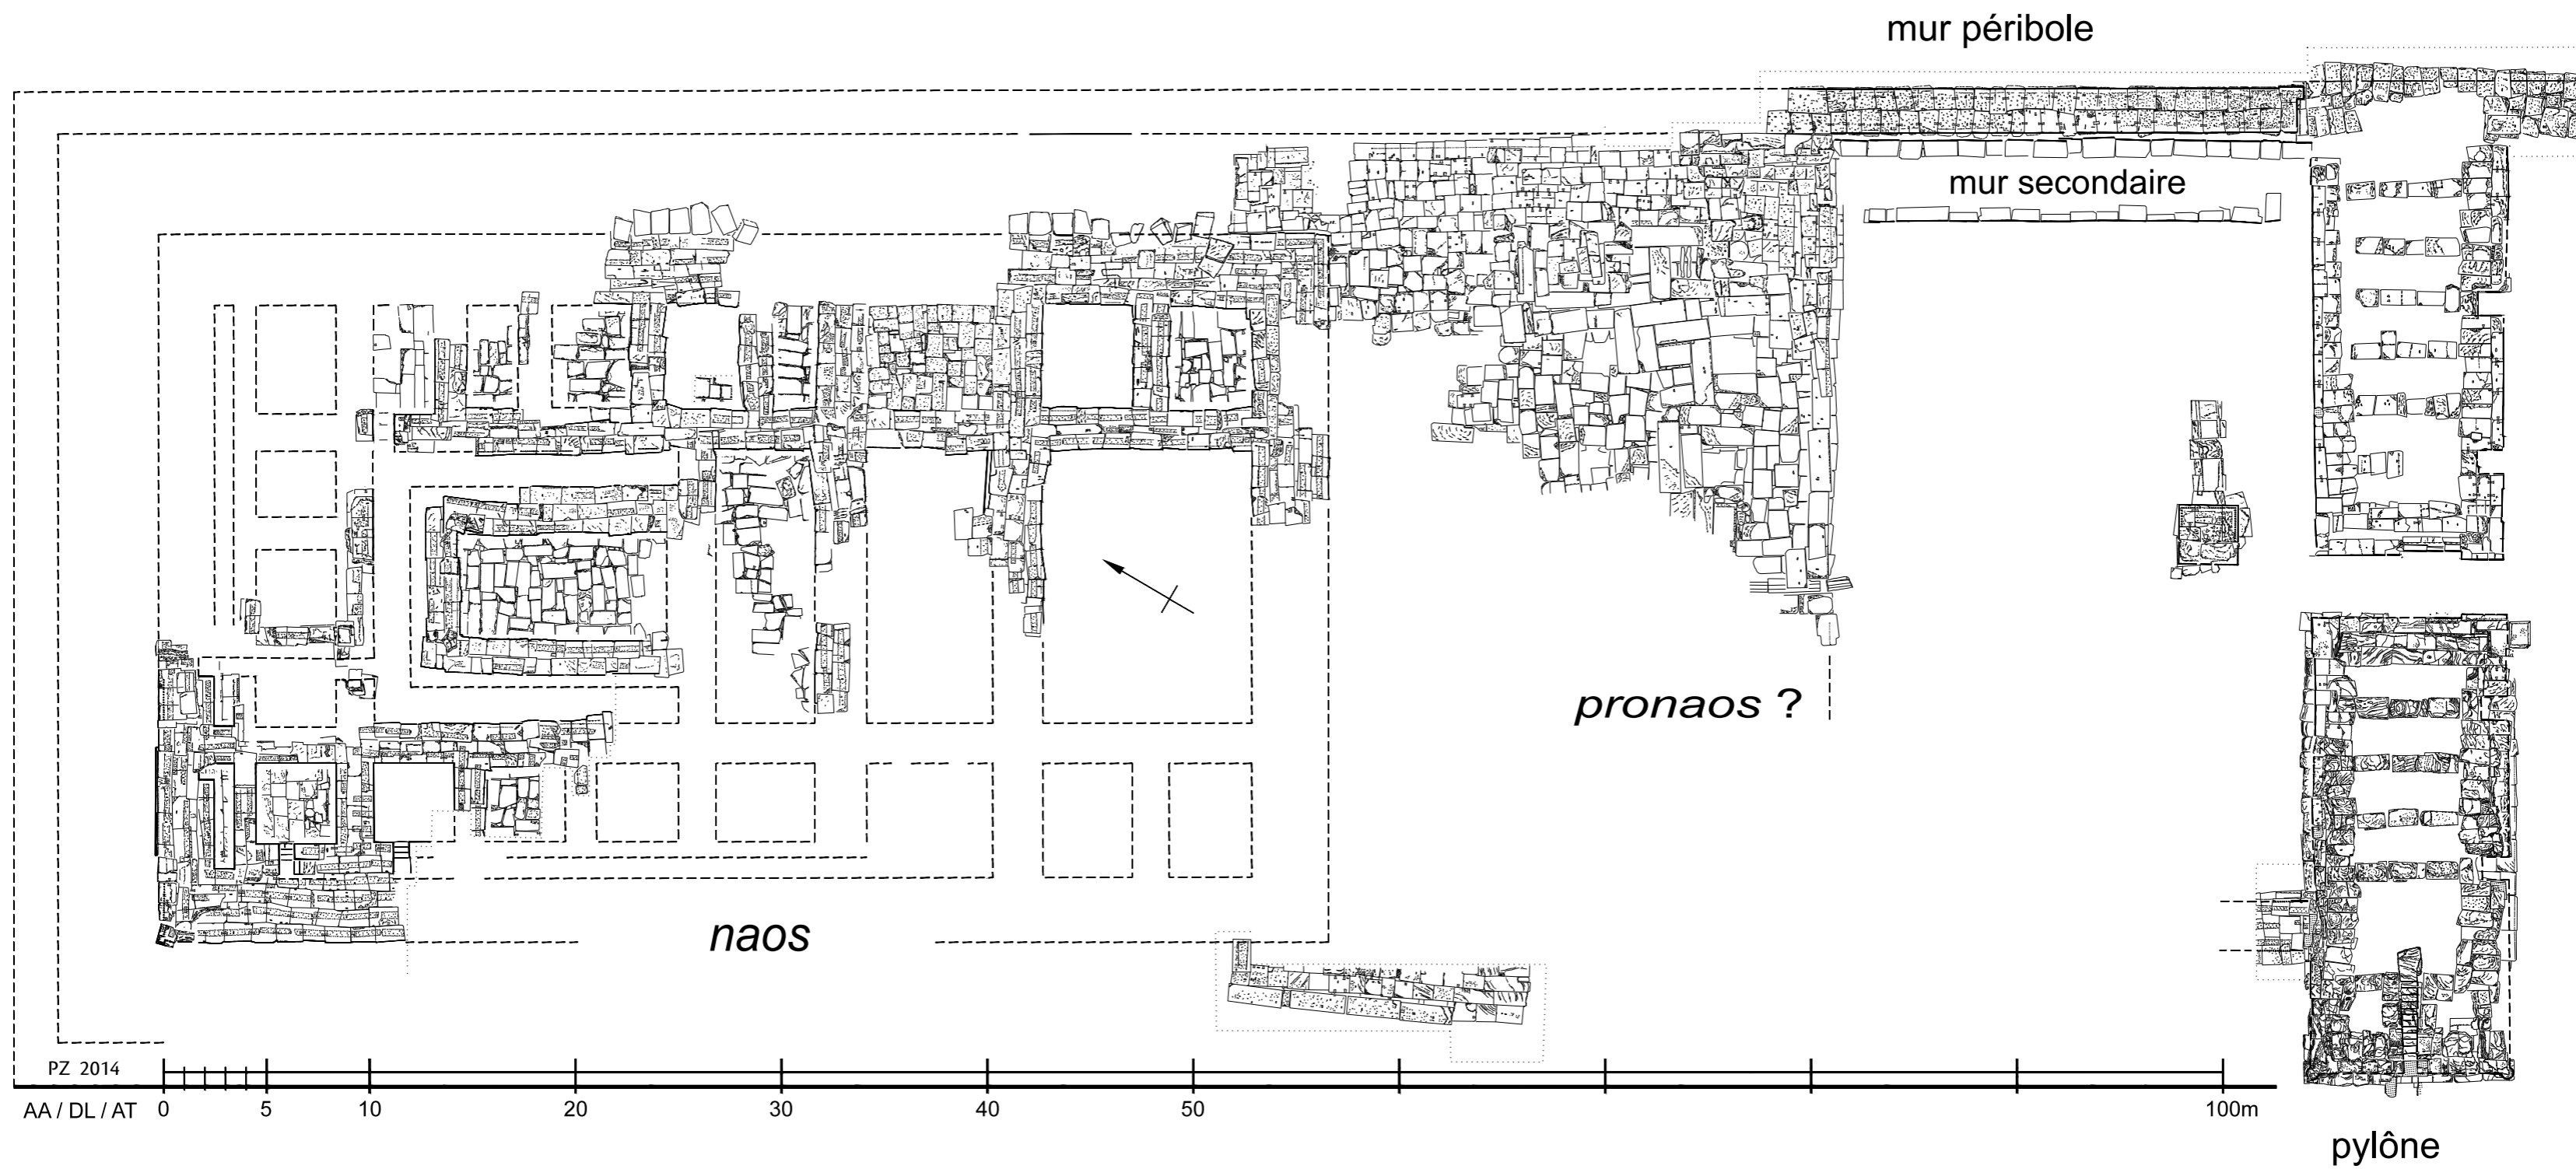 mur péribole
mur secondaire
pronaos ?
naos
PZ 2014
AA / DL / AT 0 5 10 20 30 40 50 100m
pylône